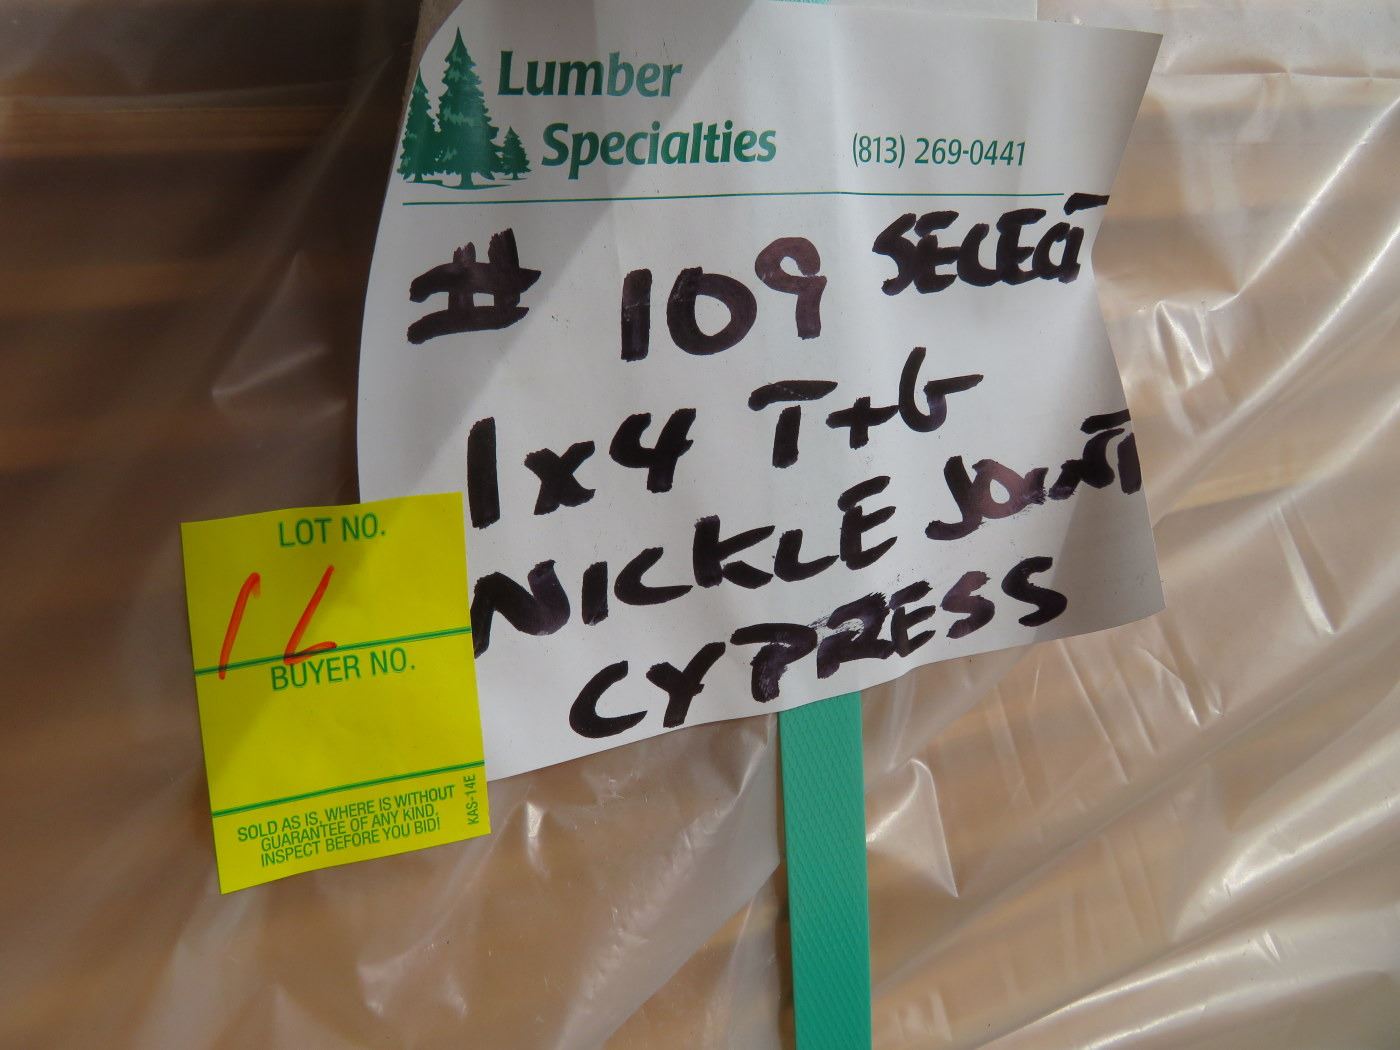 Lumber
Specialties (813) 269-0441
# 109 SELECT
1x4 T+G
NICKLE JOINT
CYPRESS
LOT NO.
16
BUYER NO.
SOLD AS IS, WHERE IS WITHOUT
GUARANTEE OF ANY KIND.
INSPECT BEFORE YOU BID!
KAS-14E